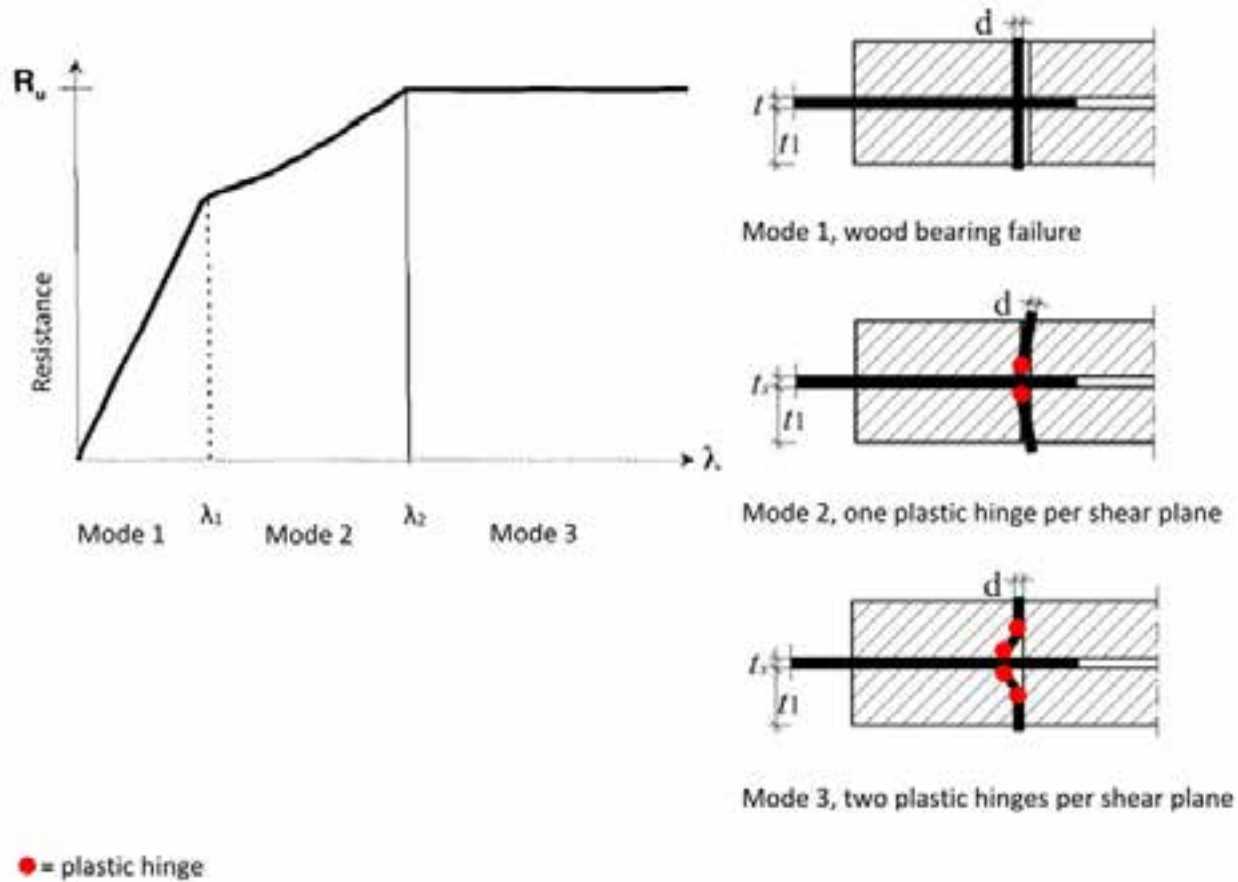 R_u
Resistance
λ
Mode 1
λ₁
Mode 2
λ₂
Mode 3
d
t
t1
Mode 1, wood bearing failure
d
tₛ
t1
Mode 2, one plastic hinge per shear plane
d
tₛ
t1
Mode 3, two plastic hinges per shear plane
= plastic hinge